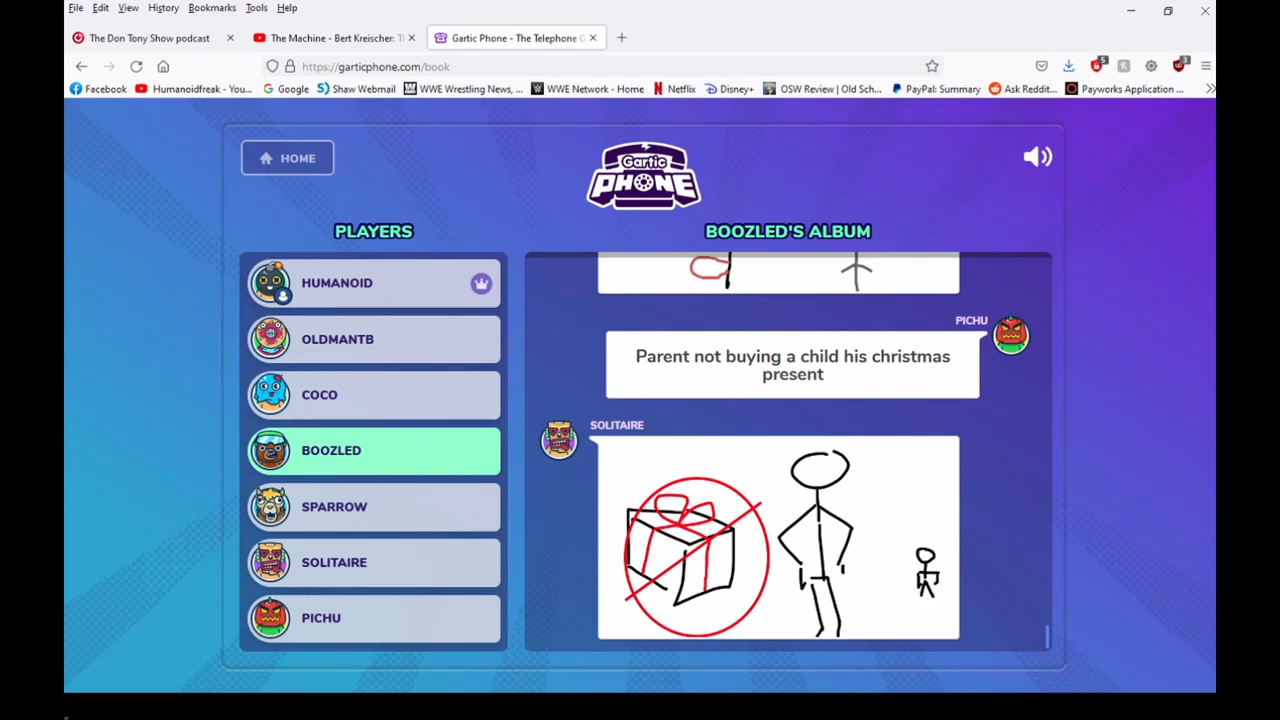 File Edit View History Bookmarks Tools Help
The Don Tony Show podcast
The Machine - Bert Kreischer: T
Gartic Phone - The Telephone G
https://garticphone.com/book
5
3
Facebook
Humanoidfreak - You...
Google
Shaw Webmail
WWE Wrestling News, ...
WWE Network - Home
Netflix
Disney+
OSW Review | Old Sch...
PayPal: Summary
Ask Reddit...
Payworks Application ...
HOME
Gartic
PHONE
PLAYERS
HUMANOID
OLDMANTB
COCO
BOOZLED
SPARROW
SOLITAIRE
PICHU
BOOZLED'S ALBUM
PICHU
Parent not buying a child his christmas
present
SOLITAIRE